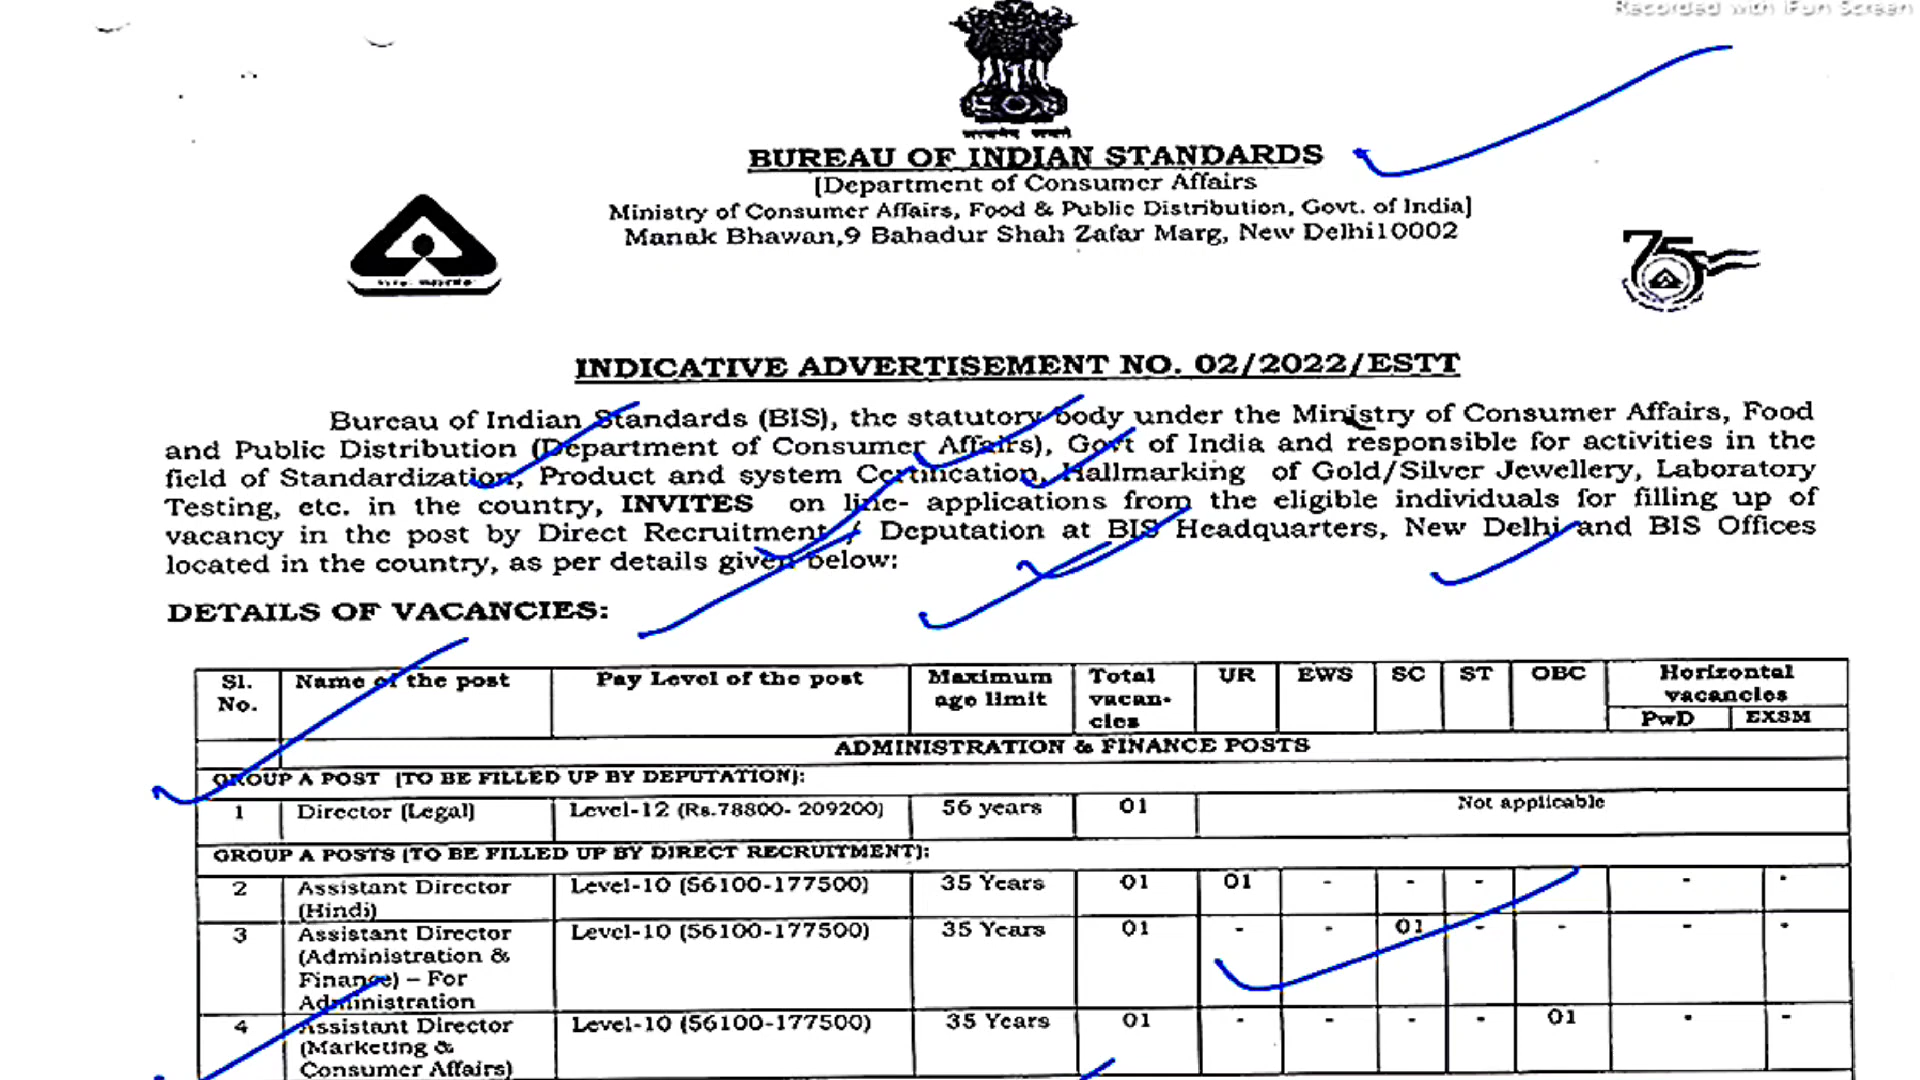 Recorded with iFun Screen
BUREAU OF INDIAN STANDARDS
[Department of Consumer Affairs
Ministry of Consumer Affairs, Food & Public Distribution, Govt. of India]
Manak Bhawan,9 Bahadur Shah Zafar Marg, New Delhi10002
75
INDICATIVE ADVERTISEMENT NO. 02/2022/ESTT
Bureau of Indian Standards (BIS), the statutory body under the Ministry of Consumer Affairs, Food
and Public Distribution (Department of Consumer Affairs), Govt of India and responsible for activities in the
field of Standardization, Product and system Certification, Hallmarking of Gold/Silver Jewellery, Laboratory
Testing, etc. in the country, INVITES on line- applications from the eligible individuals for filling up of
vacancy in the post by Direct Recruitment / Deputation at BIS Headquarters, New Delhi and BIS Offices
located in the country, as per details given below:
DETAILS OF VACANCIES:
Sl. No. Name of the post Pay Level of the post Maximum age limit Total vacan-cies UR EWS SC ST OBC Horizontal vacancies
PwD EXSM
ADMINISTRATION & FINANCE POSTS
GROUP A POST [TO BE FILLED UP BY DEPUTATION]:
1 Director (Legal) Level-12 (Rs.78800- 209200) 56 years 01 Not applicable
GROUP A POSTS [TO BE FILLED UP BY DIRECT RECRUITMENT]:
2 Assistant Director Level-10 (56100-177500) 35 Years 01 01 - - - - -
(Hindi)
3 Assistant Director Level-10 (56100-177500) 35 Years 01 - - 01 - - - -
(Administration &
Finance) – For
Administration
4 Assistant Director Level-10 (56100-177500) 35 Years 01 - - - - 01 - -
(Marketing &
Consumer Affairs)